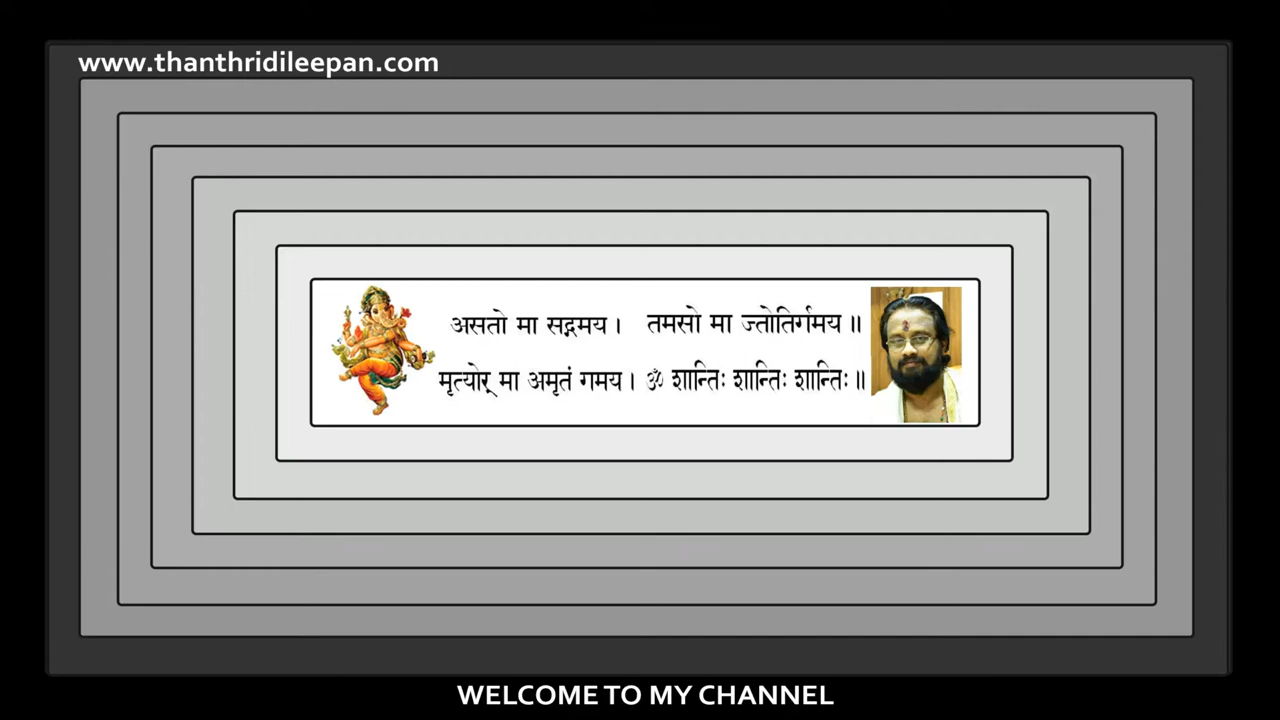 www.thanthridileepan.com
असतो मा सद्गमय। तमसो मा ज्तोतिर्गमय॥
मृत्योर् मा अमृतं गमय। ॐ शान्तिः शान्तिः शान्तिः॥
WELCOME TO MY CHANNEL